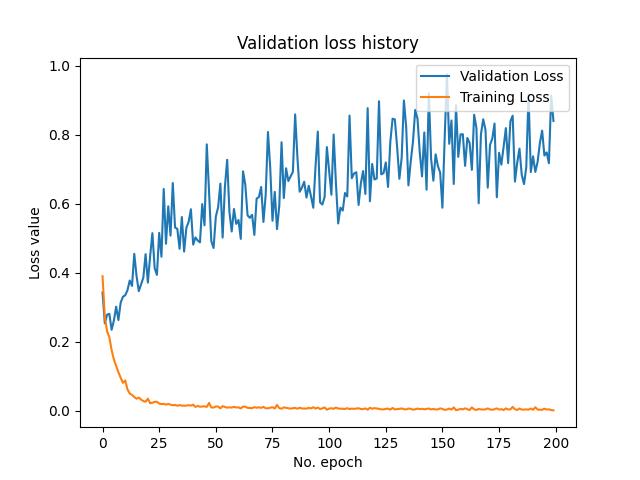 Validation loss history
Validation Loss
Training Loss
Loss value
1.0
0.8
0.6
0.4
0.2
0.0
0 25 50 75 100 125 150 175 200
No. epoch